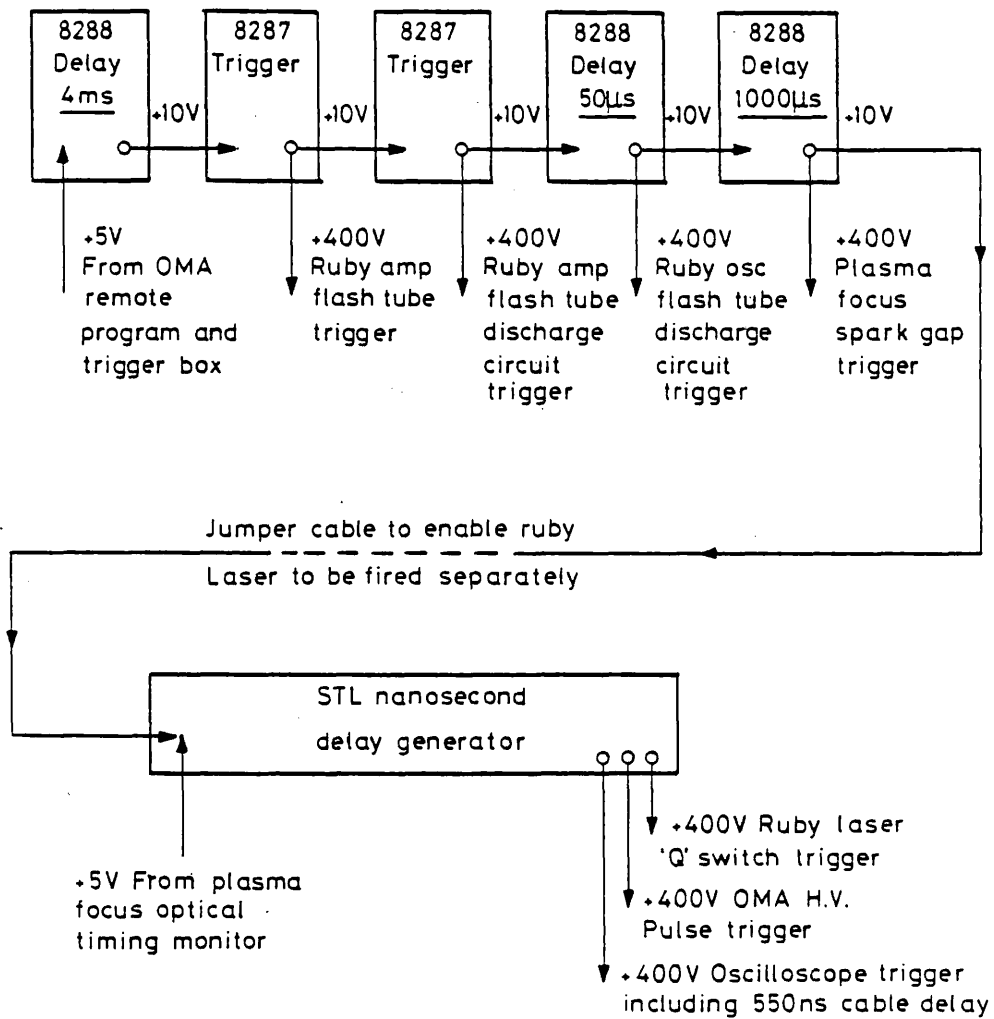 8288
Delay
4ms
+10V
8287
Trigger
+10V
8287
Trigger
+10V
8288
Delay
50µs
+10V
8288
Delay
1000µs
+10V
+5V
From OMA
remote
program and
trigger box
+400V
Ruby amp
flash tube
trigger
+400V
Ruby amp
flash tube
discharge
circuit
trigger
+400V
Ruby osc
flash tube
discharge
circuit
trigger
+400V
Plasma
focus
spark gap
trigger
Jumper cable to enable ruby
Laser to be fired separately
STL nanosecond
delay generator
+5V From plasma
focus optical
timing monitor
+400V Ruby laser
'Q' switch trigger
+400V OMA H.V.
Pulse trigger
+400V Oscilloscope trigger
including 550ns cable delay